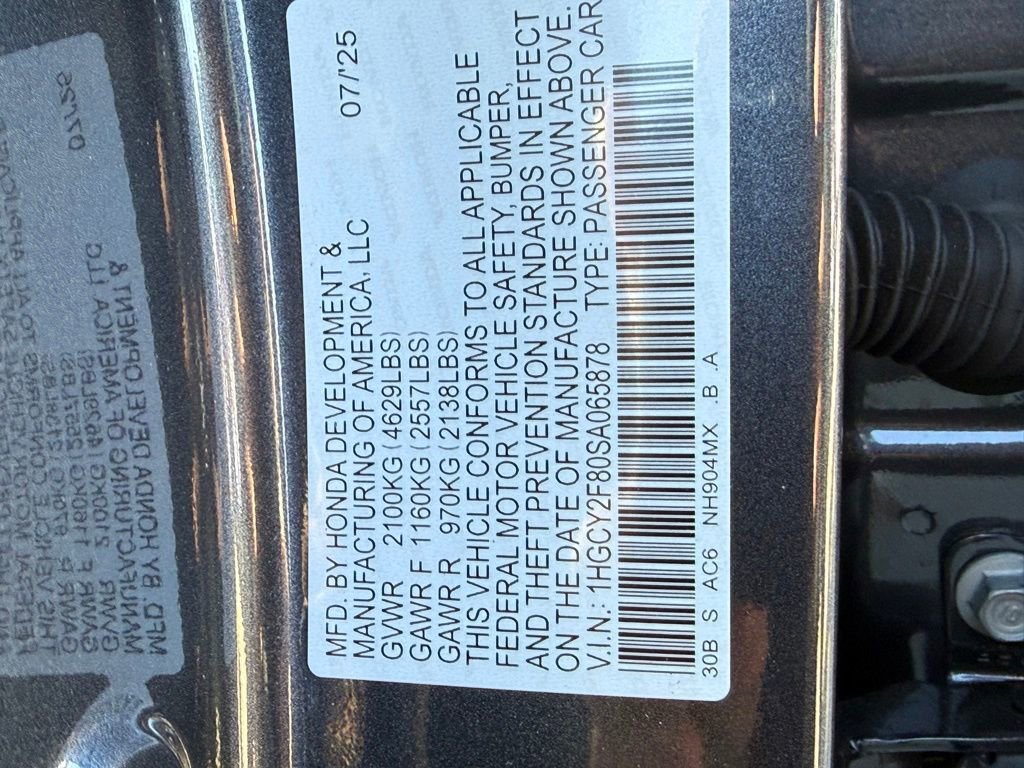 MFD. BY HONDA DEVELOPMENT & 07/'25
MANUFACTURING OF AMERICA, LLC
GVWR 2100KG (4629LBS)
GAWR F 1160KG (2557LBS)
GAWR R 970KG (2138LBS)
THIS VEHICLE CONFORMS TO ALL APPLICABLE
FEDERAL MOTOR VEHICLE SAFETY, BUMPER,
AND THEFT PREVENTION STANDARDS IN EFFECT
ON THE DATE OF MANUFACTURE SHOWN ABOVE.
V.I.N.: 1HGCY2F80SA065878 TYPE: PASSENGER CAR
30B S AC6 NH904MX .B .A